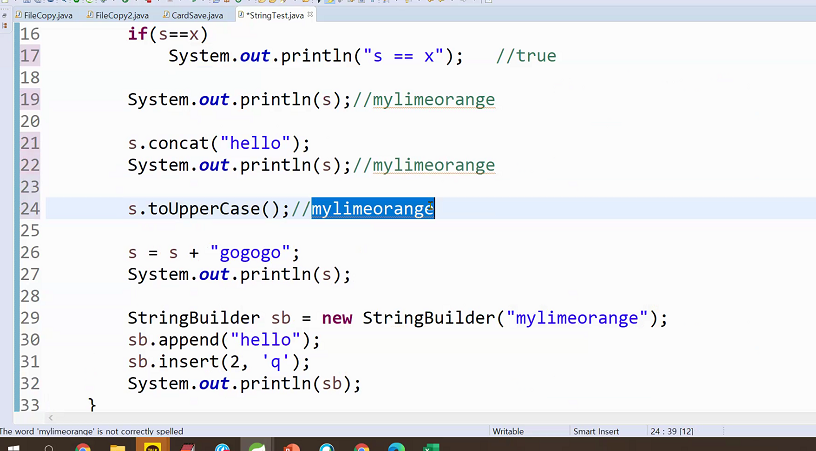 FileCopy.java FileCopy2.java CardSave.java *StringTest.java
16 if(s==x)
17 System.out.println("s == x"); //true
18
19 System.out.println(s);//mylimeorange
20
21 s.concat("hello");
22 System.out.println(s);//mylimeorange
23
24 s.toUpperCase();//mylimeorange
25
26 s = s + "gogogo";
27 System.out.println(s);
28
29 StringBuilder sb = new StringBuilder("mylimeorange");
30 sb.append("hello");
31 sb.insert(2, 'q');
32 System.out.println(sb);
33 }
The word 'mylimeorange' is not correctly spelled Writable Smart Insert 24 : 39 [12]